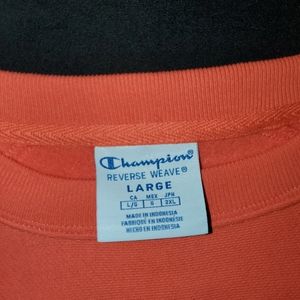 Champion®
REVERSE WEAVE®
LARGE
CA MEX JPN
L/G G 2XL
MADE IN INDONESIA
FABRIQUÉ EN INDONÉSIE
HECHO EN INDONESIA